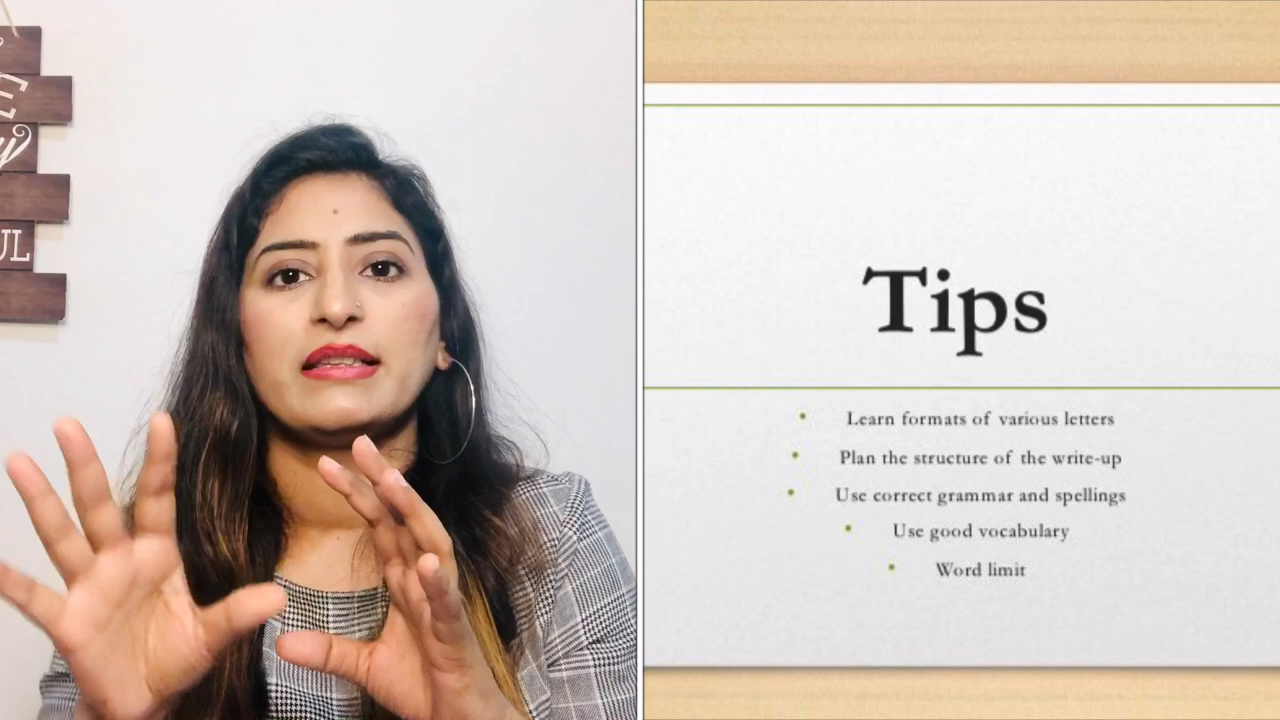 UL
Tips
Learn formats of various letters
Plan the structure of the write-up
Use correct grammar and spellings
Use good vocabulary
Word limit